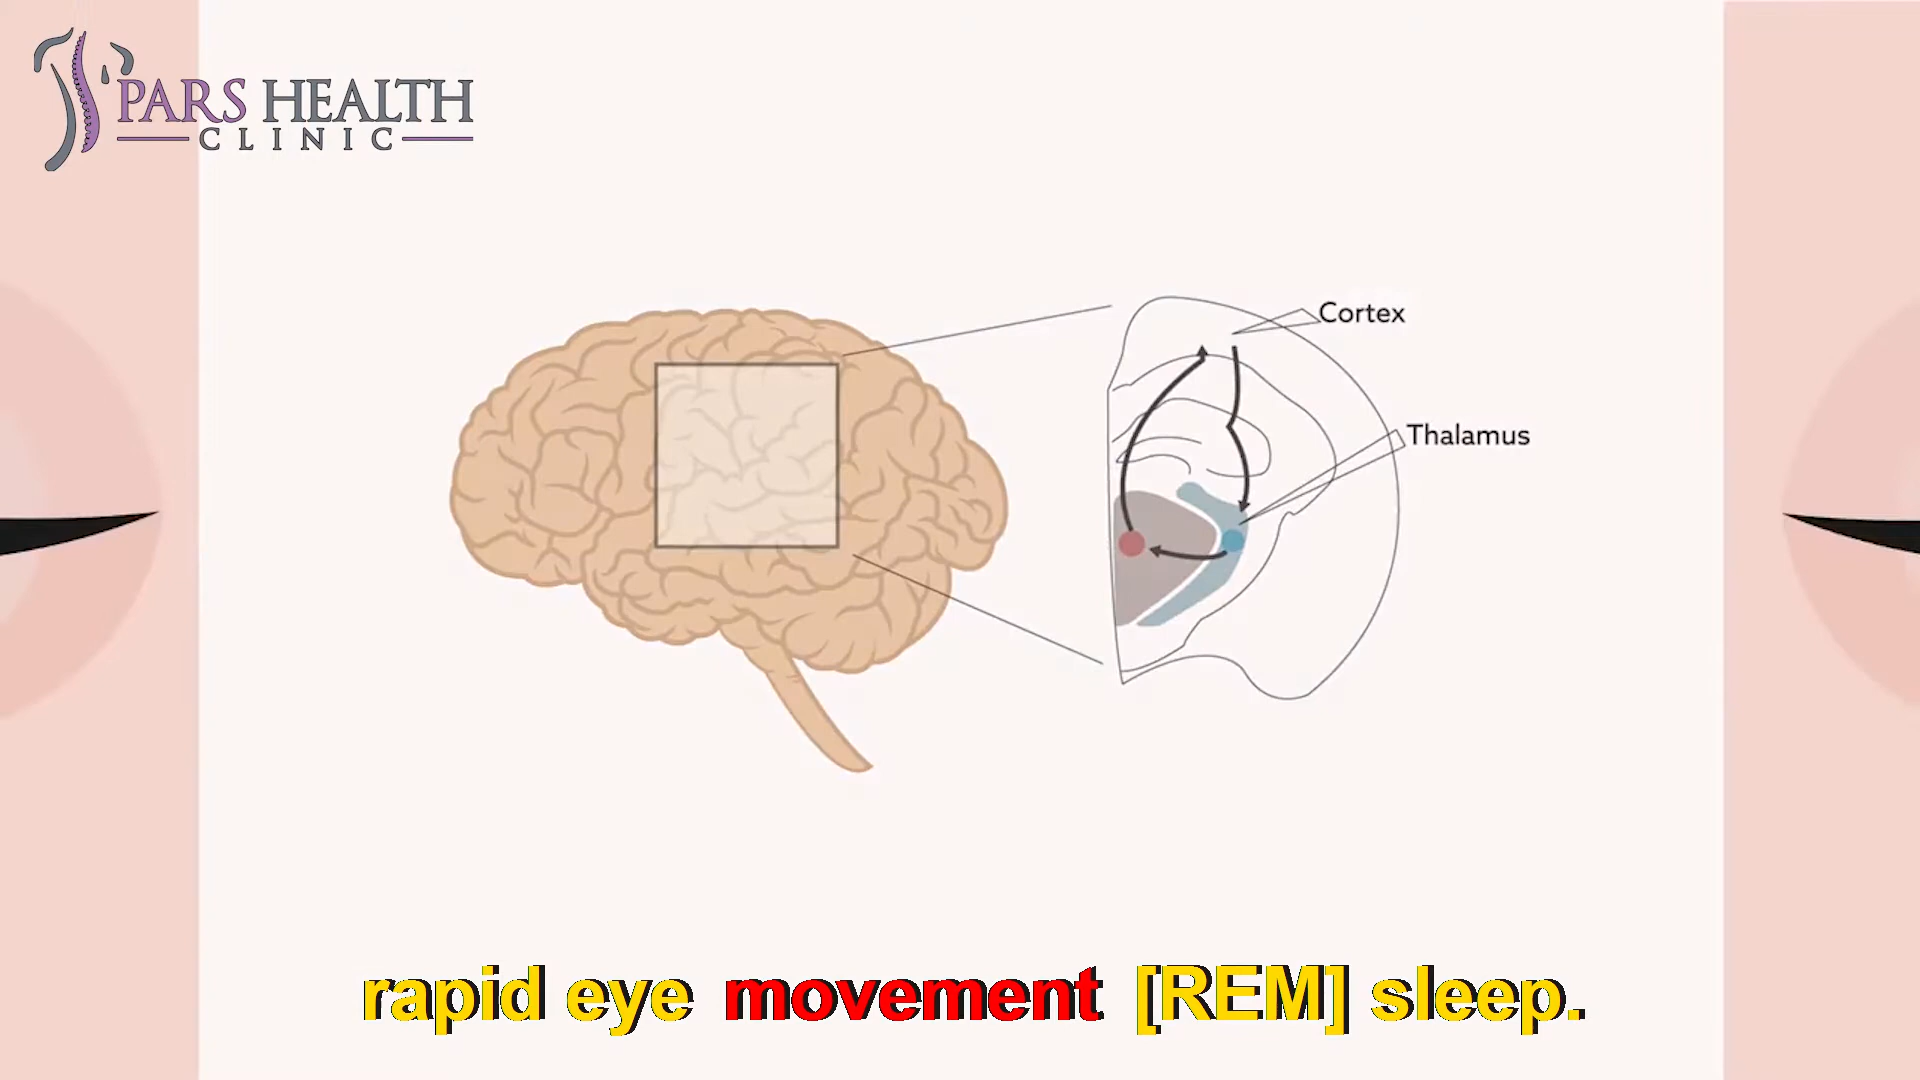 PARS HEALTH
CLINIC
Cortex
Thalamus
rapid eye movement [REM] sleep.